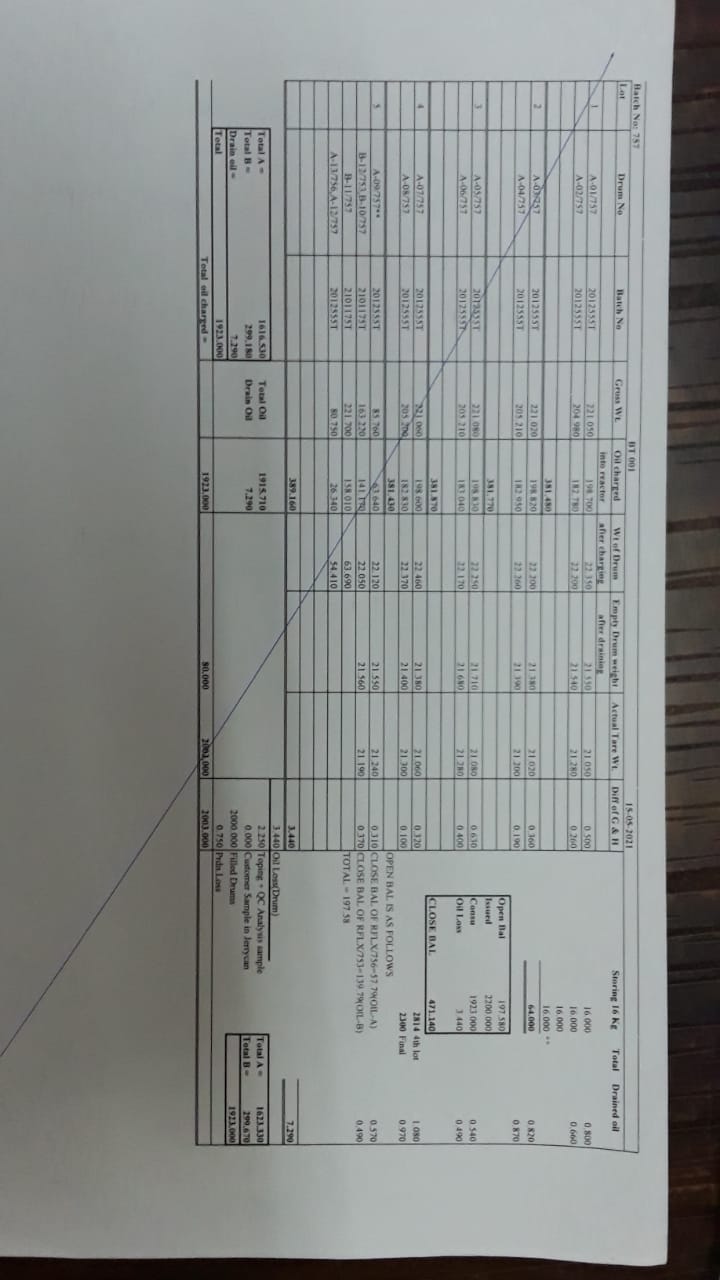 Batch No: 757 BT 001 15-05-2021
Lot Drum No Batch No Gross Wt. Oil charged Wt of Drum Empty Drum weight Actual Tare Wt. Diff of G & H Storing 16 Kg Total Drained oil
into reactor after charging after draining
1 A-01/757 2012555T 221.050 198.700 22.350 21.550 21.050 0.500 16.000 0.800
A-02/757 2012555T 204.980 182.780 22.200 21.540 21.280 0.260 16.000 0.660
16.000
381.480 16.000 **
2 A-03/757 2012555T 221.020 198.820 22.200 21.380 21.020 0.360 64.000 0.820
A-04/757 2012555T 205.210 182.950 22.260 21.390 21.200 0.190 0.870
Open Bal 197.580
381.770 Issued 2200.000
3 A-05/757 2012555T 221.080 198.830 22.250 21.710 21.080 0.630 Consu 1923.000 0.540
A-06/757 2012555T 205.210 183.040 22.170 21.680 21.280 0.400 Oil Loss 3.440 0.490
381.870 CLOSE BAL 471.140
4 A-07/757 2012555T 221.060 198.600 22.460 21.380 21.060 0.320 2814 4th lot 1.080
A-08/757 2012555T 205.200 182.830 22.370 21.400 21.300 0.100 2300 Final 0.970
381.430 OPEN BAL IS AS FOLLOWS
5 A-09/757** 2012555T 85.760 63.640 22.120 21.550 21.240 0.310 CLOSE BAL OF RFLX/756=57.79(OIL-A) 0.570
B-12/753,B-10/757 2101175T 163.220 141.170 22.050 21.560 21.190 0.370 CLOSE BAL OF RFLX/753=139.79(OIL-B) 0.490
B-11/757 2101175T 221.700 158.010 63.690 TOTAL = 197.58
A-13/756,A-12/757 2012555T 80.750 26.340 54.410
389.160 3.440 7.290
3.440 Oil Loss(Drum)
Total A = 1616.530 Total Oil 1915.710 2.250 Toping + QC Analysis sample Total A = 1623.330
Total B = 299.180 Drain Oil 7.290 0.000 Customer Sample in Jerrycan Total B = 299.670
Drain oil = 7.290 2000.000 Filled Drums 1923.000
Total 1923.000 0.750 Prdn.Loss
Total oil charged = 1923.000 80.000 2003.000 2003.000